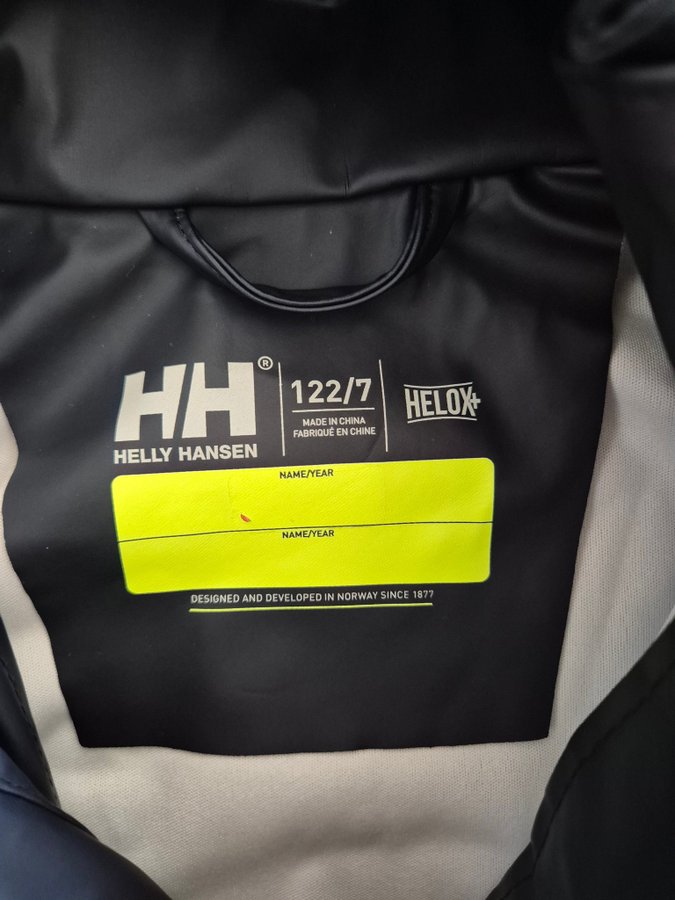 HH®
HELLY HANSEN
122/7
MADE IN CHINA
FABRIQUÉ EN CHINE
HELOX+
NAME/YEAR
NAME/YEAR
DESIGNED AND DEVELOPED IN NORWAY SINCE 1877